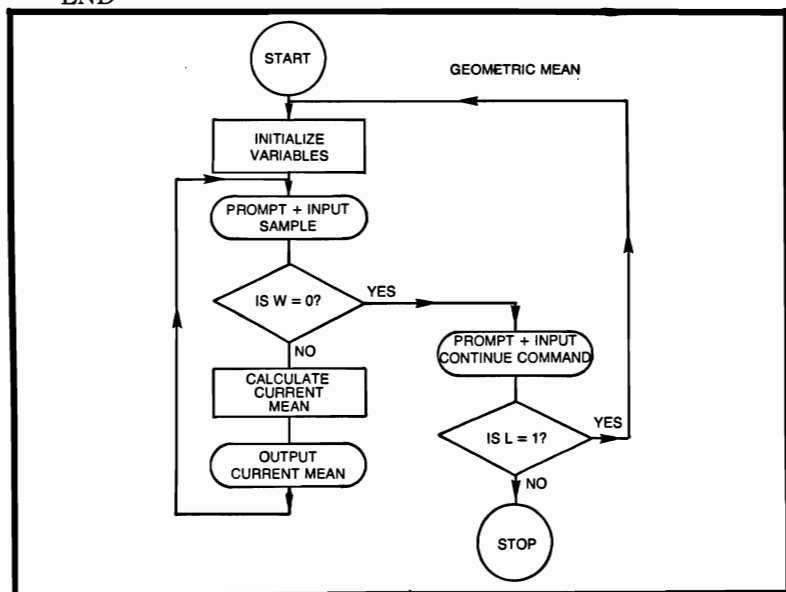 END
START
GEOMETRIC MEAN
INITIALIZE
VARIABLES
PROMPT + INPUT
SAMPLE
IS W = 0?
YES
NO
PROMPT + INPUT
CONTINUE COMMAND
CALCULATE
CURRENT
MEAN
IS L = 1?
YES
OUTPUT
CURRENT MEAN
NO
STOP